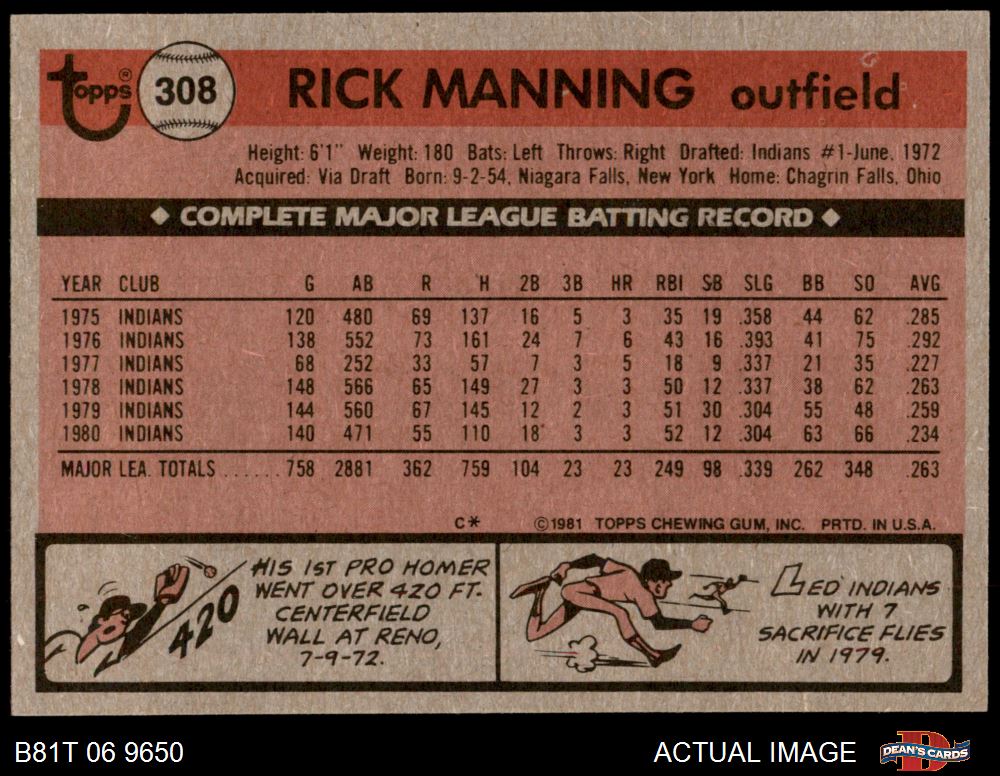 topps® 308 RICK MANNING outfield
Height: 6'1" Weight: 180 Bats: Left Throws: Right Drafted: Indians #1-June, 1972
Acquired: Via Draft Born: 9-2-54, Niagara Falls, New York Home: Chagrin Falls, Ohio
◆ COMPLETE MAJOR LEAGUE BATTING RECORD ◆
YEAR CLUB G AB R H 2B 3B HR RBI SB SLG BB SO AVG
1975 INDIANS 120 480 69 137 16 5 3 35 19 .358 44 62 .285
1976 INDIANS 138 552 73 161 24 7 6 43 16 .393 41 75 .292
1977 INDIANS 68 252 33 57 7 3 5 18 9 .337 21 35 .227
1978 INDIANS 148 566 65 149 27 3 3 50 12 .337 38 62 .263
1979 INDIANS 144 560 67 145 12 2 3 51 30 .304 55 48 .259
1980 INDIANS 140 471 55 110 18 3 3 52 12 .304 63 66 .234
MAJOR LEA. TOTALS ...... 758 2881 362 759 104 23 23 249 98 .339 262 348 .263
C* ©1981 TOPPS CHEWING GUM, INC. PRTD. IN U.S.A.
420
HIS 1ST PRO HOMER
WENT OVER 420 FT.
CENTERFIELD
WALL AT RENO,
7-9-72.
LED INDIANS
WITH 7
SACRIFICE FLIES
IN 1979.
B81T 06 9650 ACTUAL IMAGE DEAN'S CARDS